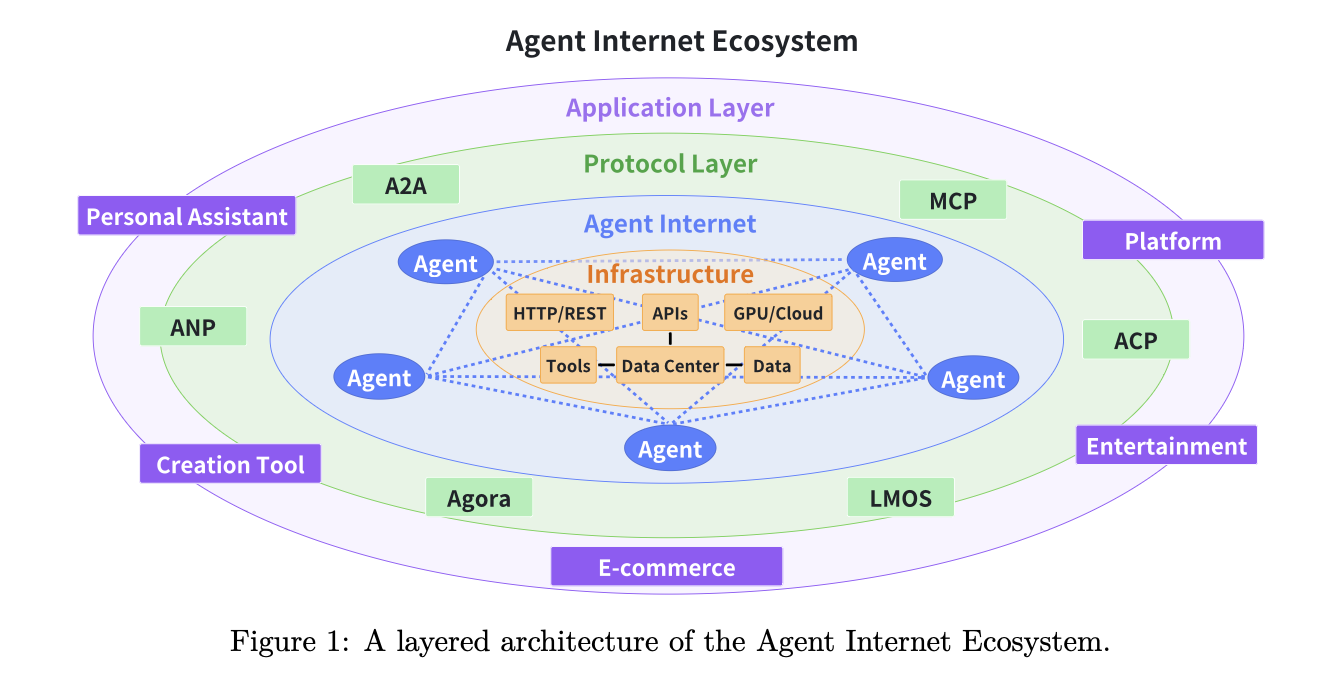 Agent Internet Ecosystem
Application Layer
Protocol Layer
A2A
MCP
Personal Assistant
Agent Internet
Platform
Agent
Agent
Infrastructure
HTTP/REST
APIs
GPU/Cloud
ANP
ACP
Tools
Data Center
Data
Agent
Agent
Agent
Entertainment
Creation Tool
Agora
LMOS
E-commerce
Figure 1: A layered architecture of the Agent Internet Ecosystem.